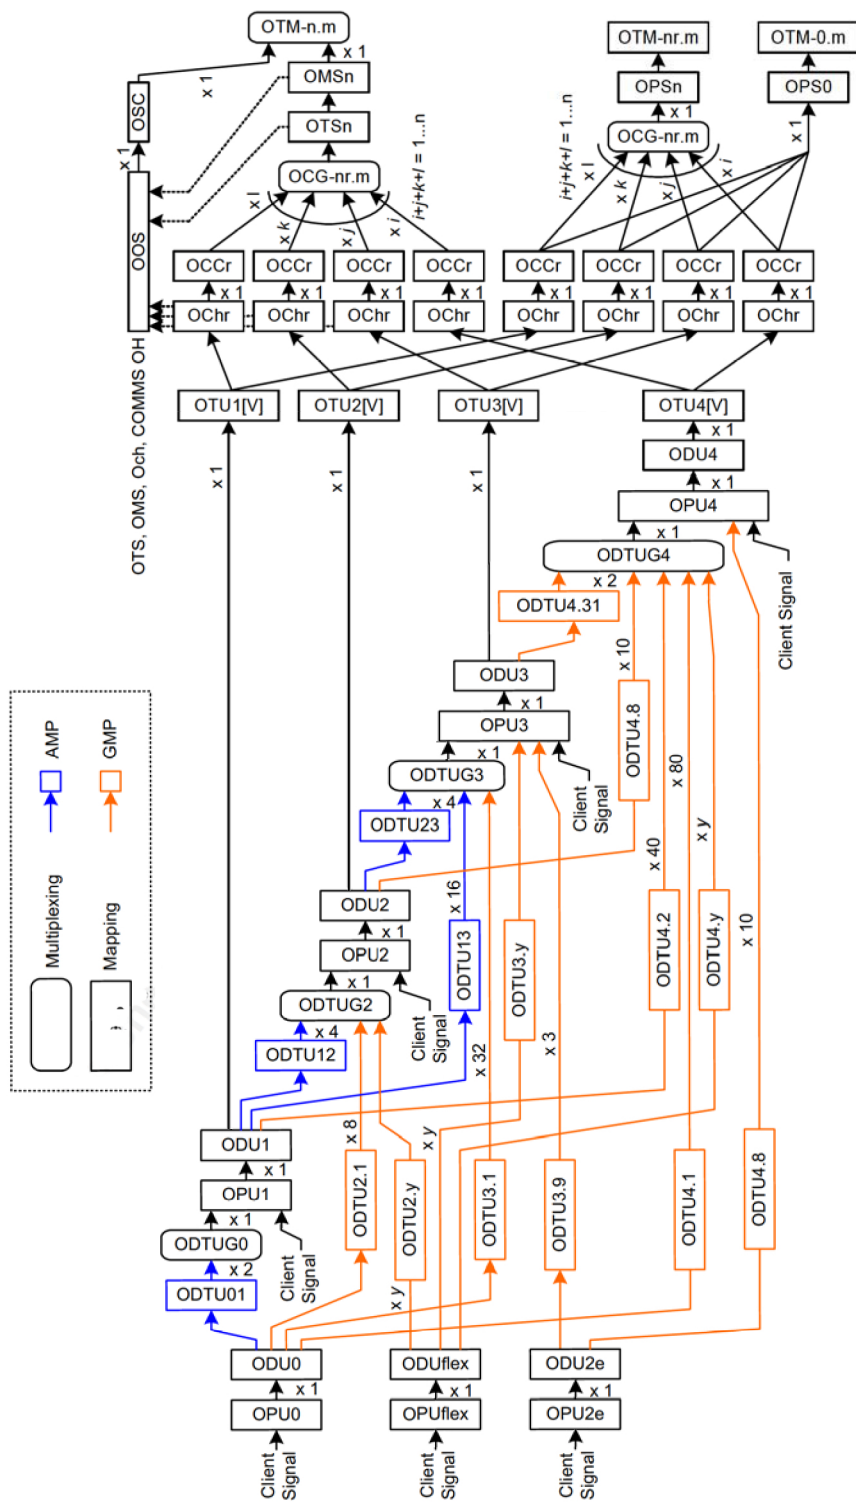 OTM-n.m
x 1
x 1
OSC
OMSn
x 1
OTSn
OOS
OCG-nr.m
i+j+k+l = 1...n
x l
x k
x j
x i
OTM-nr.m
OTM-0.m
OPSn
OPS0
x 1
x 1
OCG-nr.m
i+j+k+l = 1...n
x l
x k
x j
x i
OCCr
OCCr
OCCr
OCCr
OCCr
OCCr
OCCr
OCCr
x 1
x 1
x 1
x 1
x 1
x 1
x 1
x 1
OChr
OChr
OChr
OChr
OChr
OChr
OChr
OChr
OTS, OMS, Och, COMMS OH
OTU1[V]
OTU2[V]
OTU3[V]
OTU4[V]
x 1
x 1
x 1
x 1
ODU4
x 1
OPU4
x 1
ODTUG4
Client Signal
x 2
ODTU4.31
x 10
ODU3
x 1
OPU3
x 1
ODTUG3
ODTU4.8
x 80
x y
Client
Signal
x 4
ODTU23
AMP
GMP
Multiplexing
Mapping
ODU2
x 1
OPU2
x 1
ODTUG2
Client
Signal
x 16
ODTU13
ODTU3.y
x 40
ODTU4.2
ODTU4.y
x 10
x 4
ODTU12
x 32
x 3
ODU1
x 1
OPU1
x 1
ODTUG0
Client
Signal
x 8
ODTU2.1
ODTU2.y
x y
ODTU3.1
ODTU3.9
ODTU4.1
ODTU4.8
x 2
ODTU01
x y
ODU0
x 1
OPU0
Client
Signal
ODUflex
x 1
OPUflex
Client
Signal
ODU2e
x 1
OPU2e
Client
Signal